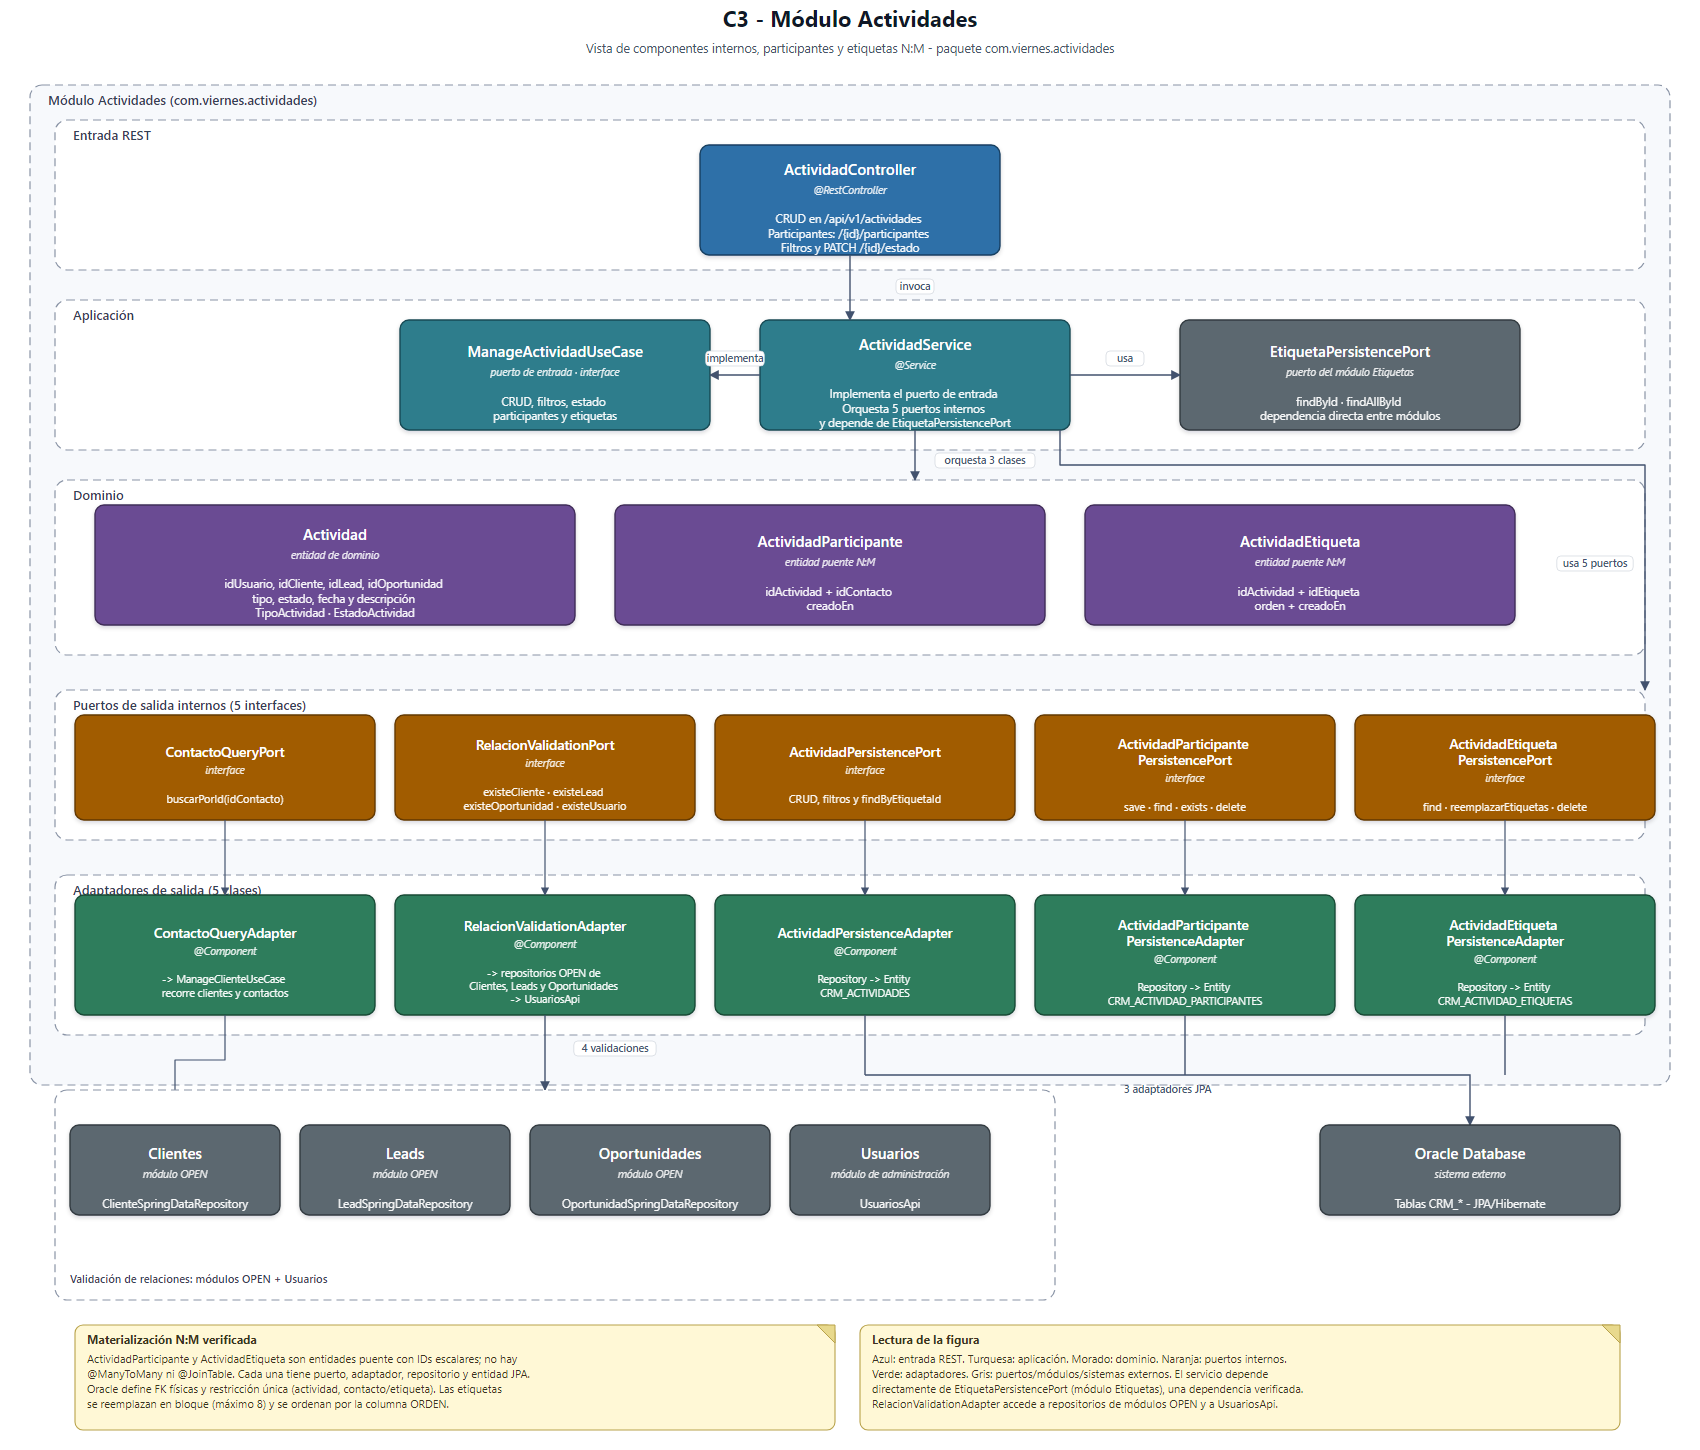 C3 - Módulo Actividades
Vista de componentes internos, participantes y etiquetas N:M - paquete com.viernes.actividades
Módulo Actividades (com.viernes.actividades)
Entrada REST
ActividadController
@RestController
CRUD en /api/v1/actividades
Participantes: /{id}/participantes
Filtros y PATCH /{id}/estado
invoca
Aplicación
ManageActividadUseCase
puerto de entrada · interface
CRUD, filtros, estado
participantes y etiquetas
implementa
ActividadService
@Service
Implementa el puerto de entrada
Orquesta 5 puertos internos
y depende de EtiquetaPersistencePort
usa
EtiquetaPersistencePort
puerto del módulo Etiquetas
findById · findAllById
dependencia directa entre módulos
orquesta 3 clases
Dominio
Actividad
entidad de dominio
idUsuario, idCliente, idLead, idOportunidad
tipo, estado, fecha y descripción
TipoActividad · EstadoActividad
ActividadParticipante
entidad puente N:M
idActividad + idContacto
creadoEn
ActividadEtiqueta
entidad puente N:M
idActividad + idEtiqueta
orden + creadoEn
usa 5 puertos
Puertos de salida internos (5 interfaces)
ContactoQueryPort
interface
buscarPorId(idContacto)
RelacionValidationPort
interface
existeCliente · existeLead
existeOportunidad · existeUsuario
ActividadPersistencePort
interface
CRUD, filtros y findByEtiquetaId
ActividadParticipante
PersistencePort
interface
save · find · exists · delete
ActividadEtiqueta
PersistencePort
interface
find · reemplazarEtiquetas · delete
Adaptadores de salida (5 clases)
ContactoQueryAdapter
@Component
-> ManageClienteUseCase
recorre clientes y contactos
RelacionValidationAdapter
@Component
-> repositorios OPEN de
Clientes, Leads y Oportunidades
-> UsuariosApi
ActividadPersistenceAdapter
@Component
Repository -> Entity
CRM_ACTIVIDADES
ActividadParticipante
PersistenceAdapter
@Component
Repository -> Entity
CRM_ACTIVIDAD_PARTICIPANTES
ActividadEtiqueta
PersistenceAdapter
@Component
Repository -> Entity
CRM_ACTIVIDAD_ETIQUETAS
4 validaciones
3 adaptadores JPA
Clientes
módulo OPEN
ClienteSpringDataRepository
Leads
módulo OPEN
LeadSpringDataRepository
Oportunidades
módulo OPEN
OportunidadSpringDataRepository
Usuarios
módulo de administración
UsuariosApi
Oracle Database
sistema externo
Tablas CRM_* - JPA/Hibernate
Validación de relaciones: módulos OPEN + Usuarios
Materialización N:M verificada
ActividadParticipante y ActividadEtiqueta son entidades puente con IDs escalares; no hay
@ManyToMany ni @JoinTable. Cada una tiene puerto, adaptador, repositorio y entidad JPA.
Oracle define FK físicas y restricción única (actividad, contacto/etiqueta). Las etiquetas
se reemplazan en bloque (máximo 8) y se ordenan por la columna ORDEN.
Lectura de la figura
Azul: entrada REST. Turquesa: aplicación. Morado: dominio. Naranja: puertos internos.
Verde: adaptadores. Gris: puertos/módulos/sistemas externos. El servicio depende
directamente de EtiquetaPersistencePort (módulo Etiquetas), una dependencia verificada.
RelacionValidationAdapter accede a repositorios de módulos OPEN y a UsuariosApi.